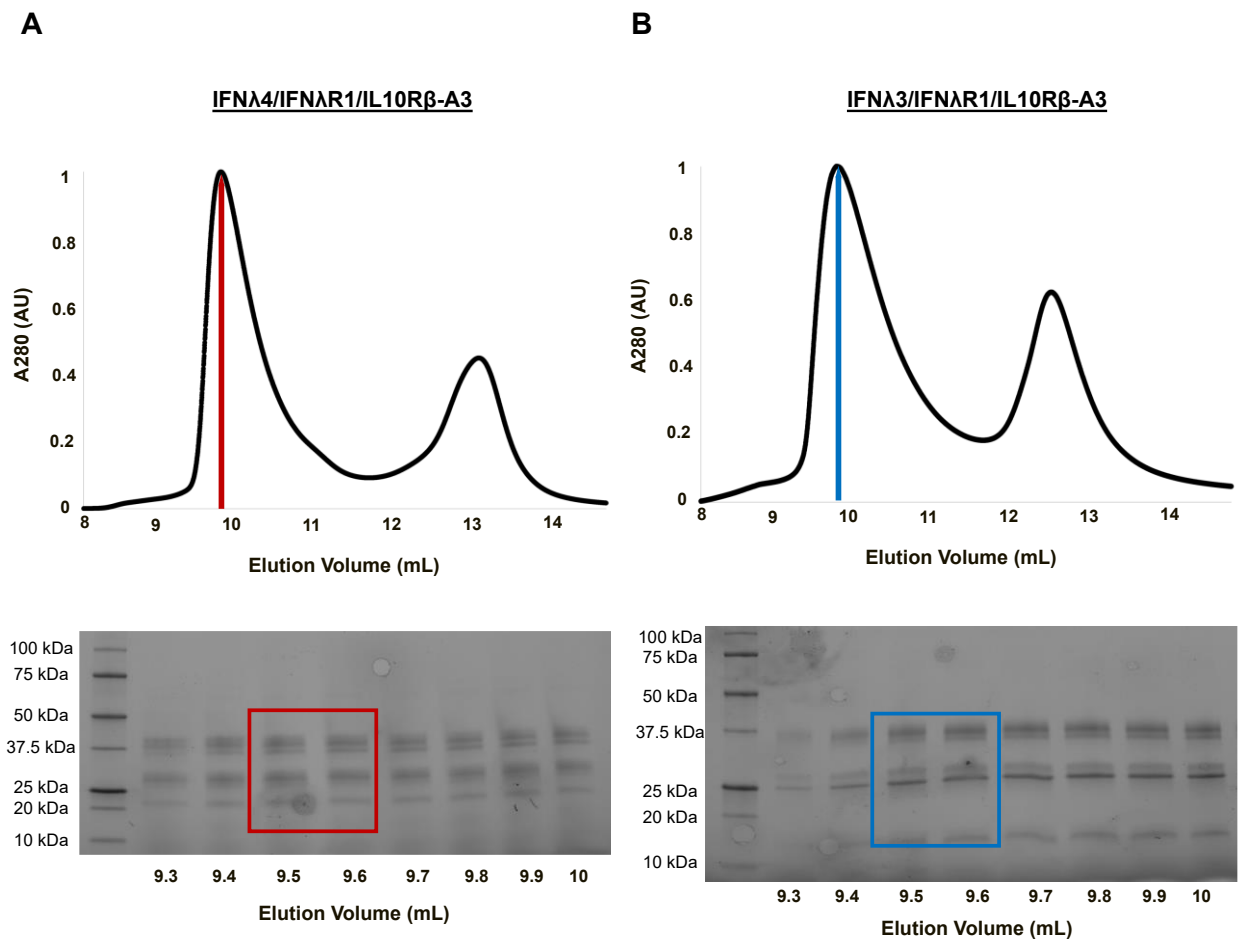 A
IFNλ4/IFNλR1/IL10Rβ-A3
1
0.8
0.6
0.4
0.2
0
A280 (AU)
8 9 10 11 12 13 14
Elution Volume (mL)
100 kDa
75 kDa
50 kDa
37.5 kDa
25 kDa
20 kDa
10 kDa
9.3 9.4 9.5 9.6 9.7 9.8 9.9 10
Elution Volume (mL)
B
IFNλ3/IFNλR1/IL10Rβ-A3
1
0.8
0.6
0.4
0.2
0
A280 (AU)
8 9 10 11 12 13 14
Elution Volume (mL)
100 kDa
75 kDa
50 kDa
37.5 kDa
25 kDa
20 kDa
10 kDa
9.3 9.4 9.5 9.6 9.7 9.8 9.9 10
Elution Volume (mL)